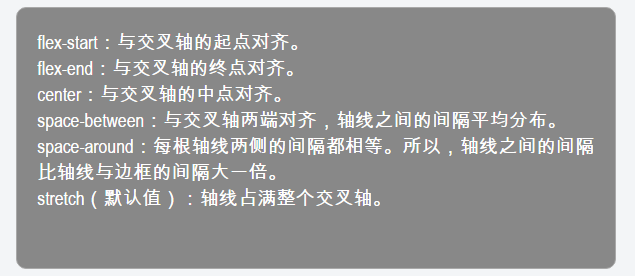 flex-start：与交叉轴的起点对齐。
flex-end：与交叉轴的终点对齐。
center：与交叉轴的中点对齐。
space-between：与交叉轴两端对齐，轴线之间的间隔平均分布。
space-around：每根轴线两侧的间隔都相等。所以，轴线之间的间隔
比轴线与边框的间隔大一倍。
stretch（默认值）：轴线占满整个交叉轴。